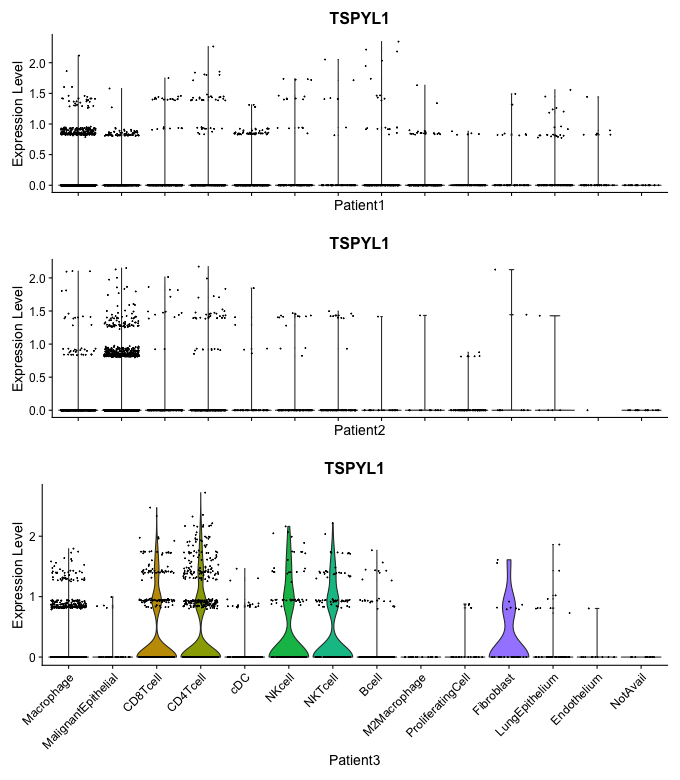 TSPYL1
Expression Level
2.0
1.5
1.0
0.5
0.0
Patient1
TSPYL1
Expression Level
2.0
1.5
1.0
0.5
0.0
Patient2
TSPYL1
Expression Level
2
1
0
Macrophage
MalignantEpithelial
CD8Tcell
CD4Tcell
cDC
NKcell
NKTcell
Bcell
M2Macrophage
ProliferatingCell
Fibroblast
LungEpithelium
Endothelium
NotAvail
Patient3